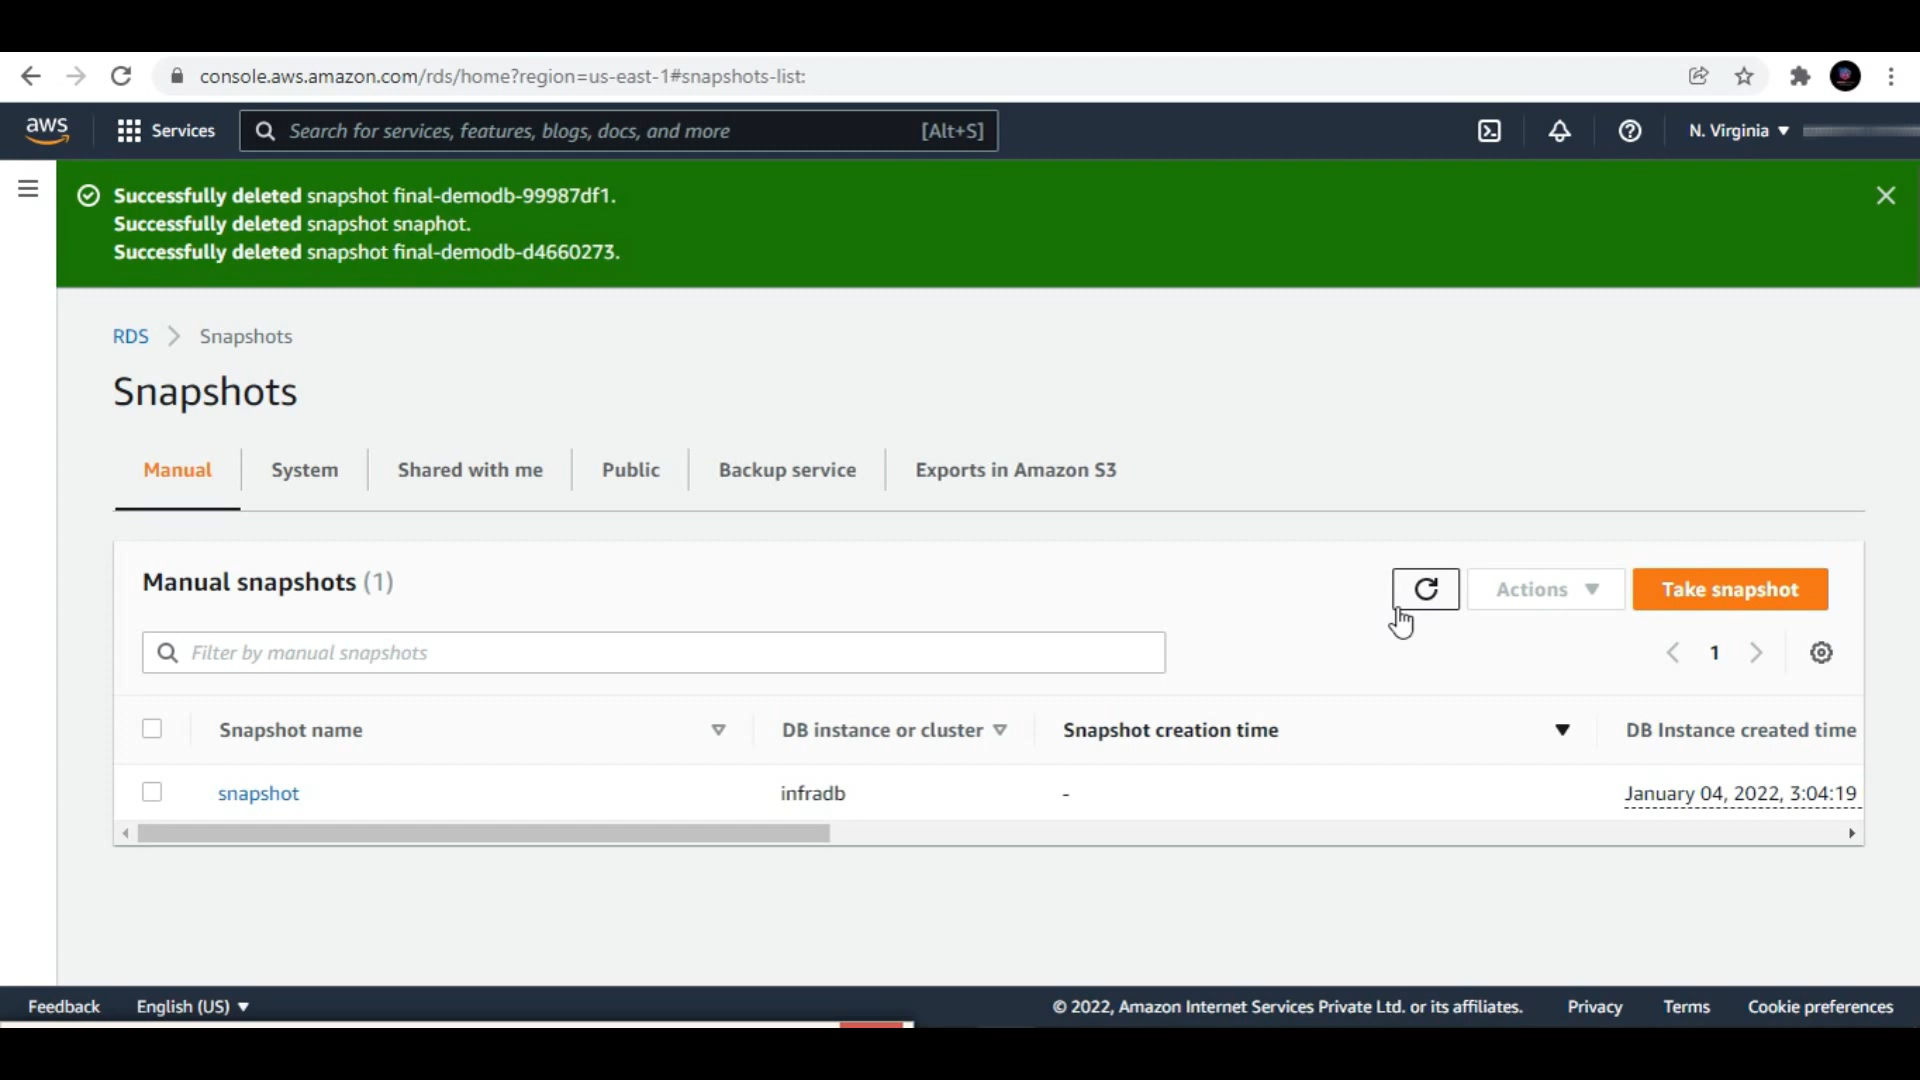 console.aws.amazon.com/rds/home?region=us-east-1#snapshots-list:
aws Services Search for services, features, blogs, docs, and more [Alt+S] N. Virginia
Successfully deleted snapshot final-demodb-99987df1.
Successfully deleted snapshot snaphot.
Successfully deleted snapshot final-demodb-d4660273.
RDS Snapshots
Snapshots
Manual System Shared with me Public Backup service Exports in Amazon S3
Manual snapshots (1) Actions Take snapshot
Filter by manual snapshots 1
Snapshot name DB instance or cluster Snapshot creation time DB Instance created time
snapshot infradb - January 04, 2022, 3:04:19
Feedback English (US) © 2022, Amazon Internet Services Private Ltd. or its affiliates. Privacy Terms Cookie preferences